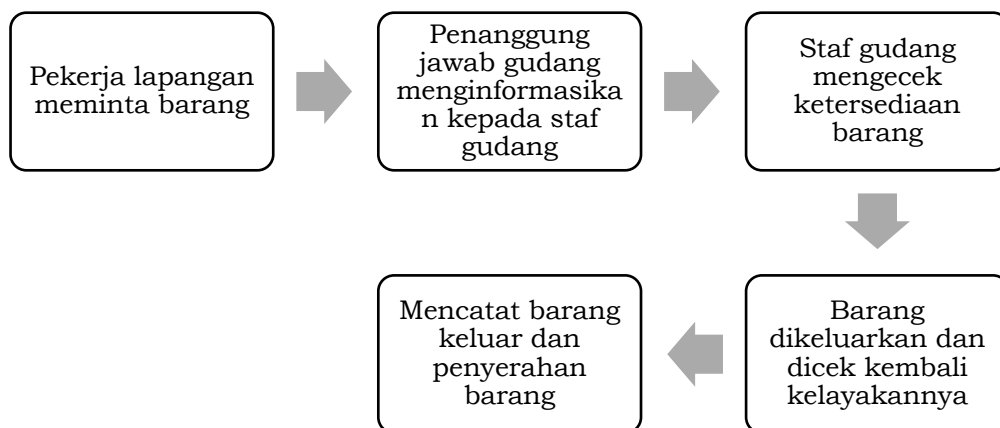 Pekerja lapangan
meminta barang
Penanggung
jawab gudang
menginformasika
n kepada staf
gudang
Staf gudang
mengecek
ketersediaan
barang
Barang
dikeluarkan dan
dicek kembali
kelayakannya
Mencatat barang
keluar dan
penyerahan
barang